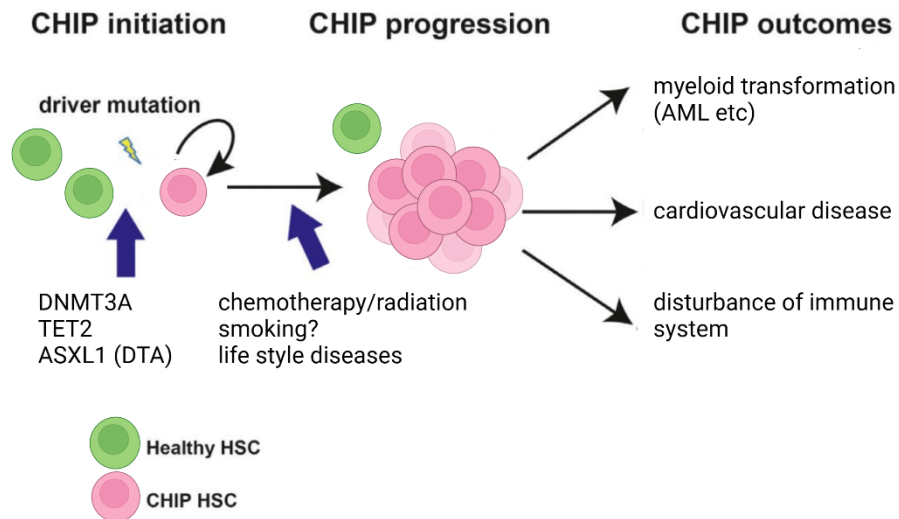 CHIP initiation
CHIP progression
CHIP outcomes
driver mutation
DNMT3A
TET2
ASXL1 (DTA)
chemotherapy/radiation
smoking?
life style diseases
myeloid transformation
(AML etc)
cardiovascular disease
disturbance of immune
system
Healthy HSC
CHIP HSC